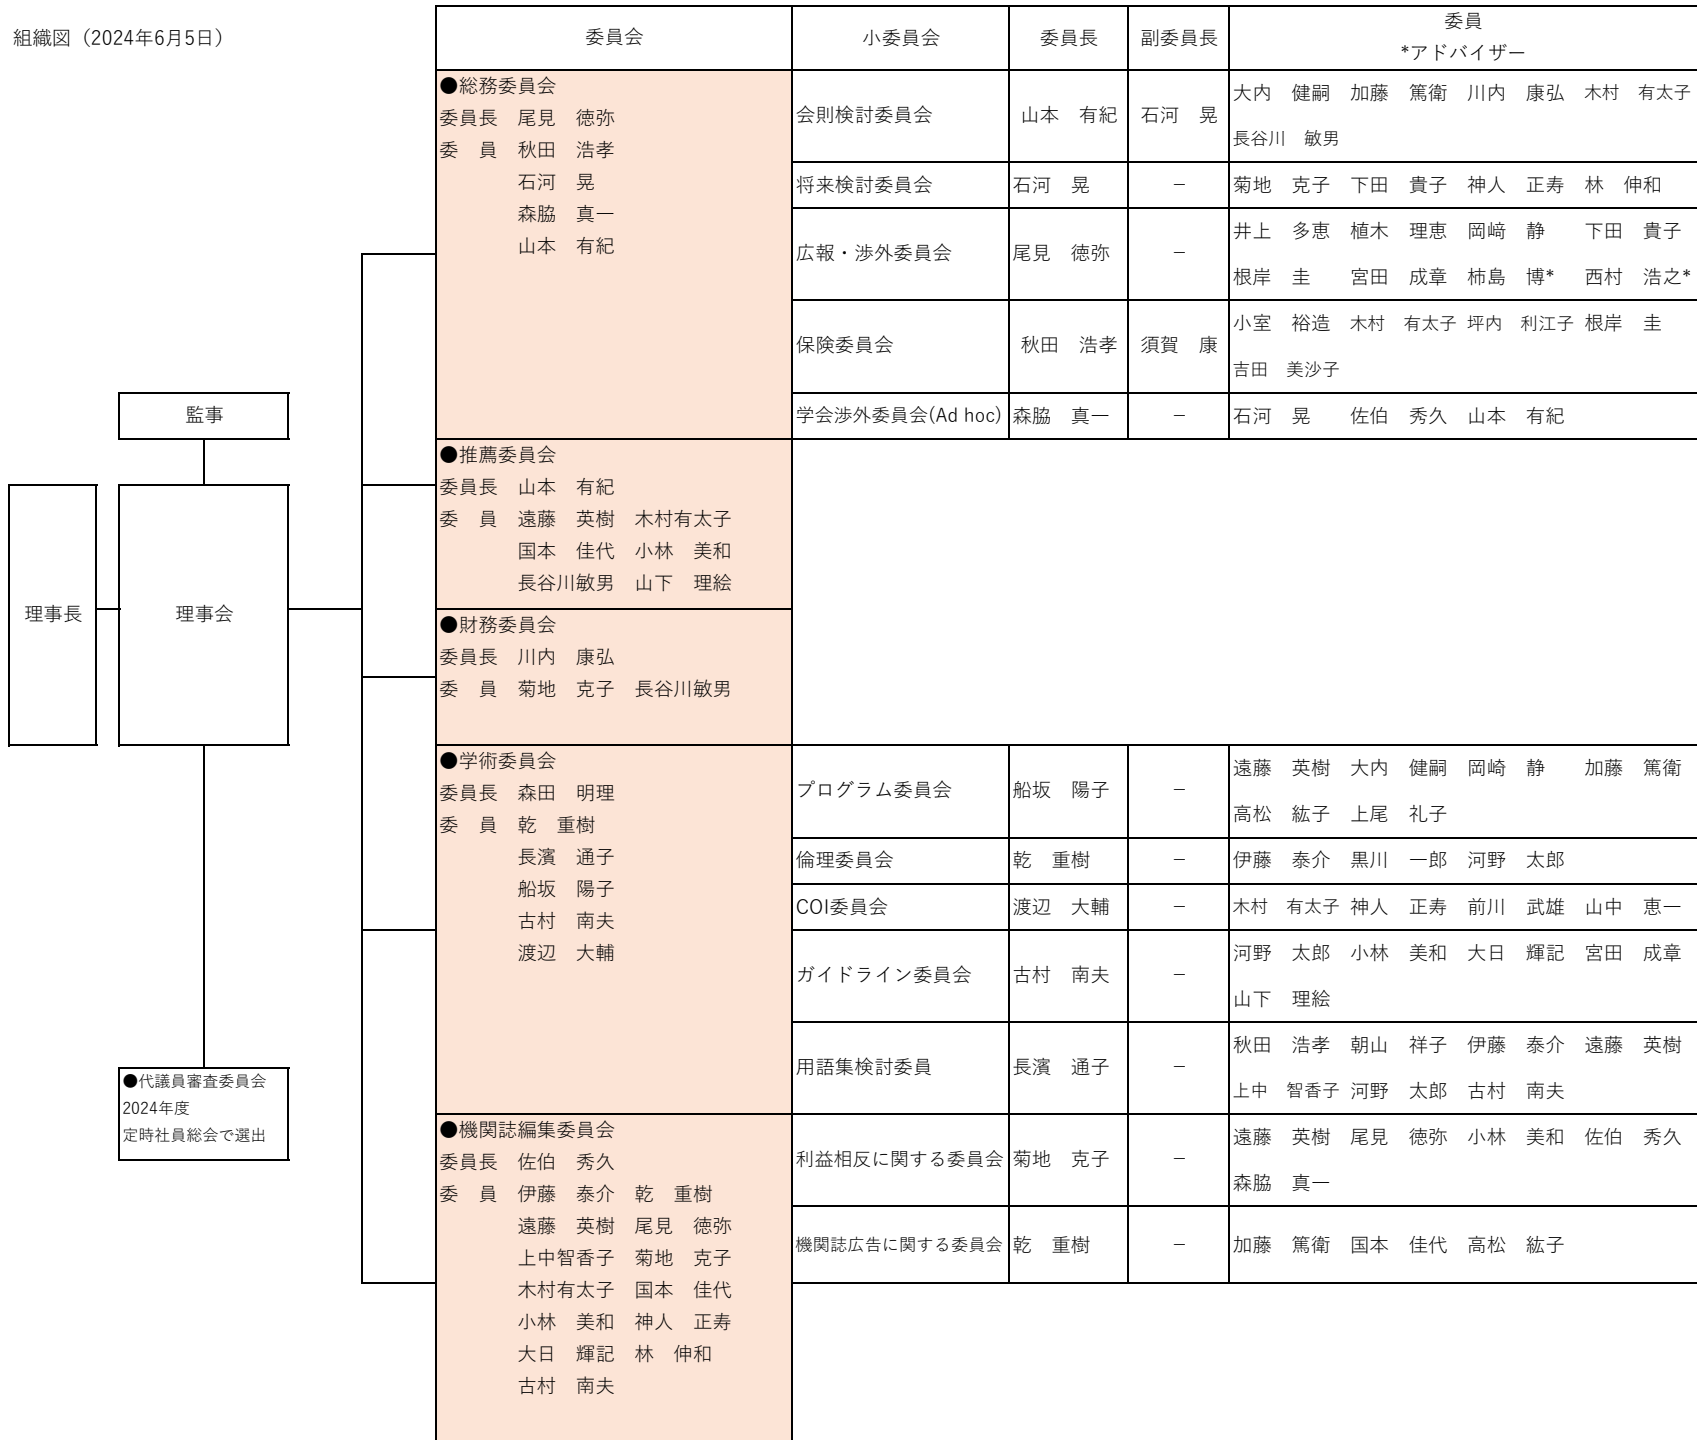 組織図（2024年6月5日）
委員会　小委員会　委員長　副委員長　委員
*アドバイザー
●総務委員会
委員長　尾見　徳弥
委　員　秋田　浩孝
石河　晃
森脇　真一
山本　有紀
会則検討委員会　山本　有紀　石河　晃　大内　健嗣　加藤　篤衛　川内　康弘　木村　有太子
長谷川　敏男
将来検討委員会　石河　晃　－　菊地　克子　下田　貴子　神人　正寿　林　伸和
広報・渉外委員会　尾見　徳弥　－　井上　多恵　植木　理恵　岡﨑　静　下田　貴子
根岸　圭　宮田　成章　柿島　博*　西村　浩之*
保険委員会　秋田　浩孝　須賀　康　小室　裕造　木村　有太子　坪内　利江子　根岸　圭
吉田　美沙子
学会渉外委員会(Ad hoc)　森脇　真一　－　石河　晃　佐伯　秀久　山本　有紀
監事
理事長
理事会
●推薦委員会
委員長　山本　有紀
委　員　遠藤　英樹　木村有太子
国本　佳代　小林　美和
長谷川敏男　山下　理絵
●財務委員会
委員長　川内　康弘
委　員　菊地　克子　長谷川敏男
●学術委員会
委員長　森田　明理
委　員　乾　重樹
長濱　通子
船坂　陽子
古村　南夫
渡辺　大輔
プログラム委員会　船坂　陽子　－　遠藤　英樹　大内　健嗣　岡崎　静　加藤　篤衛
高松　紘子　上尾　礼子
倫理委員会　乾　重樹　－　伊藤　泰介　黒川　一郎　河野　太郎
COI委員会　渡辺　大輔　－　木村　有太子　神人　正寿　前川　武雄　山中　恵一
ガイドライン委員会　古村　南夫　－　河野　太郎　小林　美和　大日　輝記　宮田　成章
山下　理絵
用語集検討委員　長濱　通子　－　秋田　浩孝　朝山　祥子　伊藤　泰介　遠藤　英樹
上中　智香子　河野　太郎　古村　南夫
●代議員審査委員会
2024年度
定時社員総会で選出
●機関誌編集委員会
委員長　佐伯　秀久
委　員　伊藤　泰介　乾　重樹
遠藤　英樹　尾見　徳弥
上中智香子　菊地　克子
木村有太子　国本　佳代
小林　美和　神人　正寿
大日　輝記　林　伸和
古村　南夫
利益相反に関する委員会　菊地　克子　－　遠藤　英樹　尾見　徳弥　小林　美和　佐伯　秀久
森脇　真一
機関誌広告に関する委員会　乾　重樹　－　加藤　篤衛　国本　佳代　高松　紘子